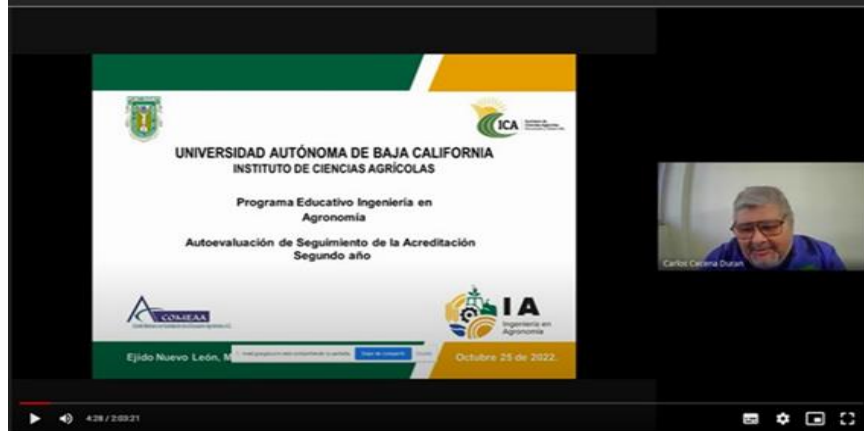 ICA
UNIVERSIDAD AUTÓNOMA DE BAJA CALIFORNIA
INSTITUTO DE CIENCIAS AGRÍCOLAS
Programa Educativo Ingeniería en
Agronomía
Autoevaluación de Seguimiento de la Acreditación
Segundo año
Carlos Cecena Duran
COMEAA
IA
Ingeniería en
Agronomía
Ejido Nuevo León, M
Octubre 25 de 2022.
4:28 / 2:03:21